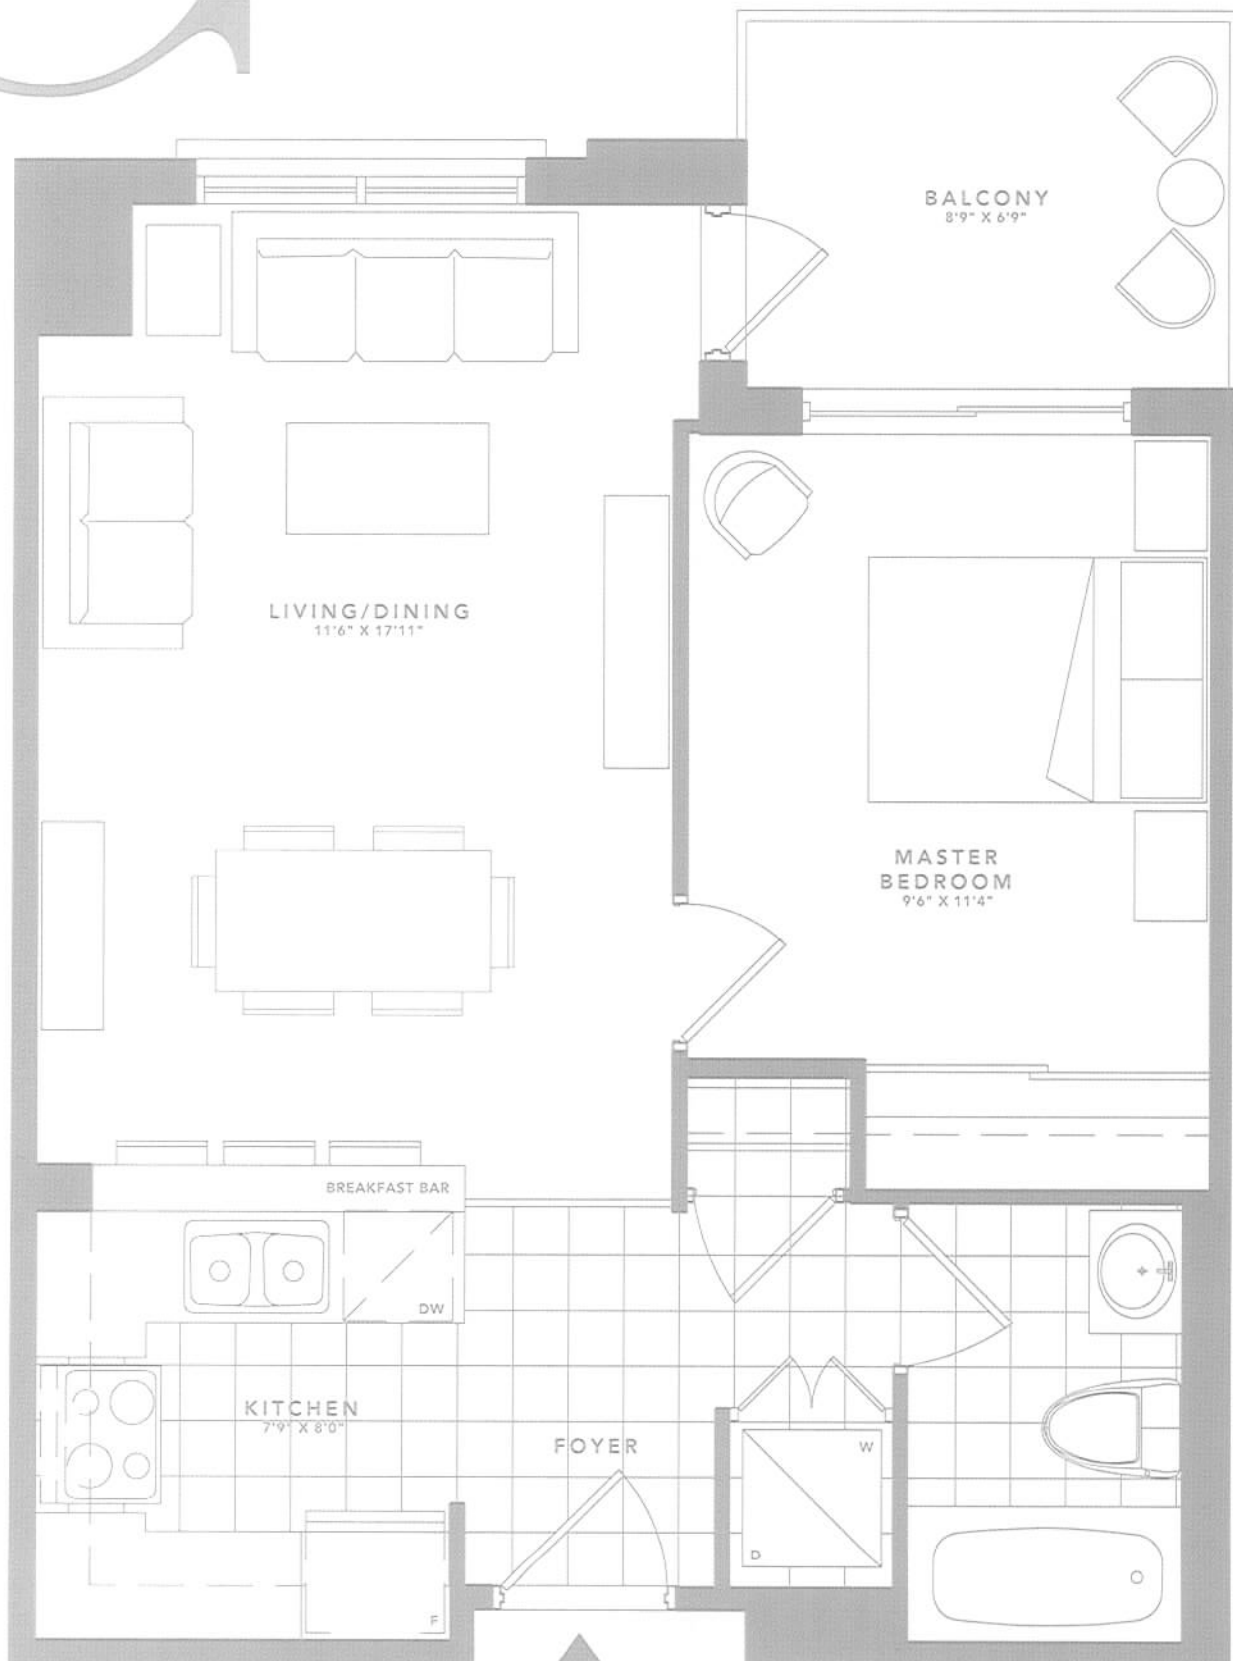 BALCONY
8'9" X 6'9"
LIVING/DINING
11'6" X 17'11"
MASTER
BEDROOM
9'6" X 11'4"
BREAKFAST BAR
DW
KITCHEN
7'9" X 8'0"
FOYER
W
D
F